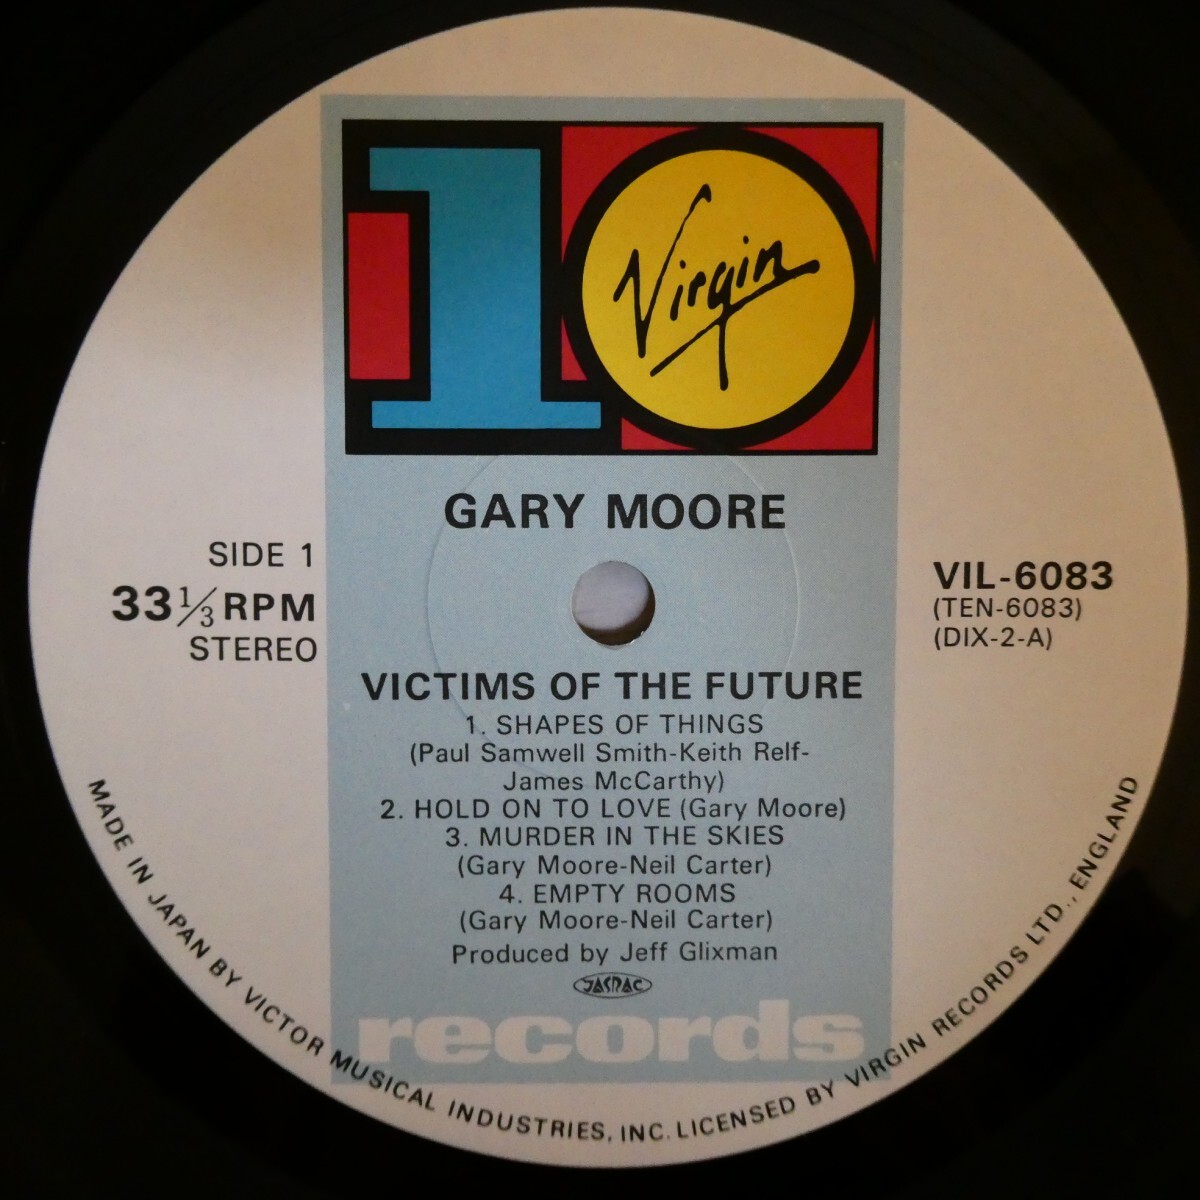 10
Virgin
GARY MOORE
SIDE 1
33 1/3 RPM
STEREO
VIL-6083
(TEN-6083)
(DIX-2-A)
VICTIMS OF THE FUTURE
1. SHAPES OF THINGS
(Paul Samwell Smith-Keith Relf-
James McCarthy)
2. HOLD ON TO LOVE (Gary Moore)
3. MURDER IN THE SKIES
(Gary Moore-Neil Carter)
4. EMPTY ROOMS
(Gary Moore-Neil Carter)
Produced by Jeff Glixman
JASRAC
records
MADE IN JAPAN BY VICTOR MUSICAL INDUSTRIES, INC. LICENSED BY VIRGIN RECORDS LTD., ENGLAND